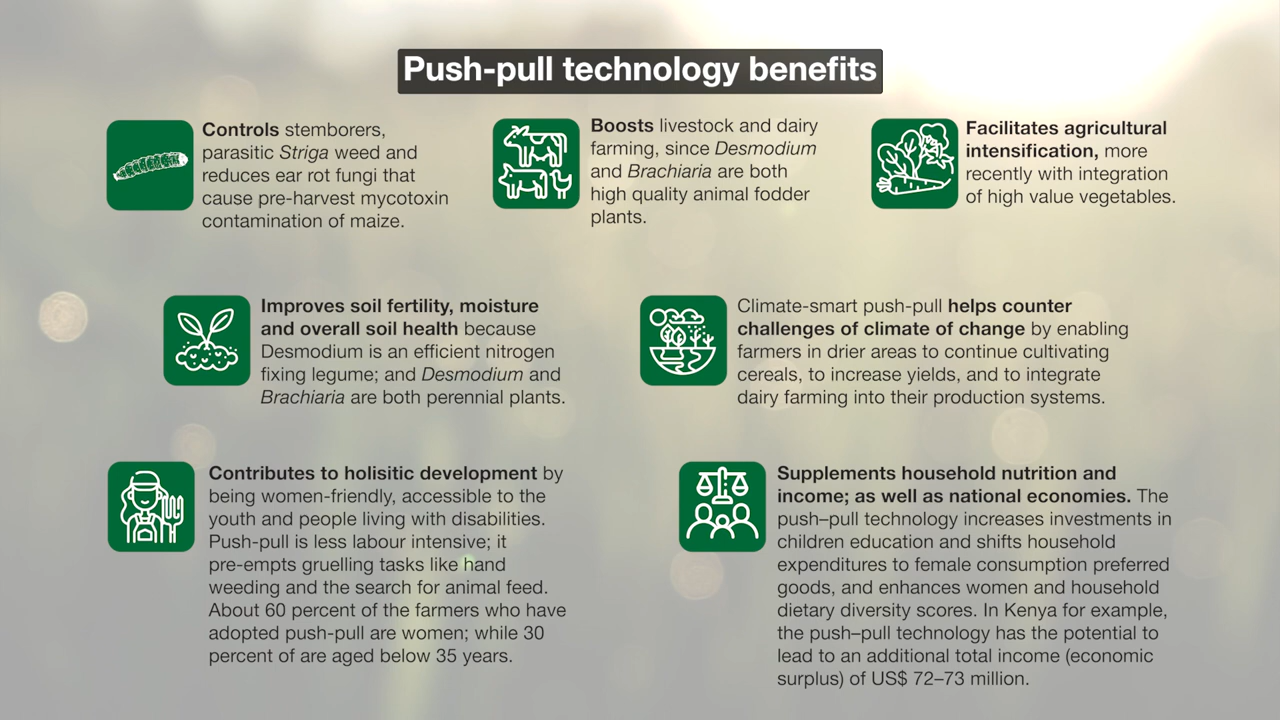 Push-pull technology benefits
Controls stemborers,
parasitic Striga weed and
reduces ear rot fungi that
cause pre-harvest mycotoxin
contamination of maize.
Boosts livestock and dairy
farming, since Desmodium
and Brachiaria are both
high quality animal fodder
plants.
Facilitates agricultural
intensification, more
recently with integration
of high value vegetables.
Improves soil fertility, moisture
and overall soil health because
Desmodium is an efficient nitrogen
fixing legume; and Desmodium and
Brachiaria are both perennial plants.
Climate-smart push-pull helps counter
challenges of climate of change by enabling
farmers in drier areas to continue cultivating
cereals, to increase yields, and to integrate
dairy farming into their production systems.
Contributes to holisitic development by
being women-friendly, accessible to the
youth and people living with disabilities.
Push-pull is less labour intensive; it
pre-empts gruelling tasks like hand
weeding and the search for animal feed.
About 60 percent of the farmers who have
adopted push-pull are women; while 30
percent of are aged below 35 years.
Supplements household nutrition and
income; as well as national economies. The
push–pull technology increases investments in
children education and shifts household
expenditures to female consumption preferred
goods, and enhances women and household
dietary diversity scores. In Kenya for example,
the push–pull technology has the potential to
lead to an additional total income (economic
surplus) of US$ 72–73 million.